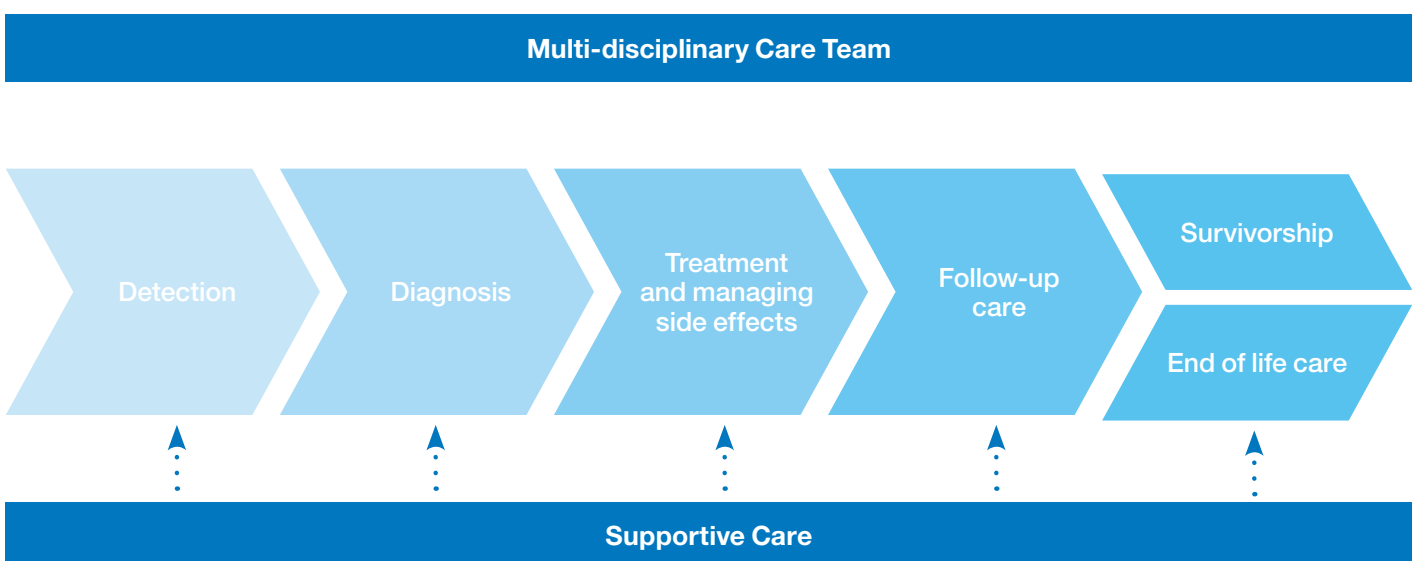 Multi-disciplinary Care Team
Detection
Diagnosis
Treatment
and managing
side effects
Follow-up
care
Survivorship
End of life care
Supportive Care